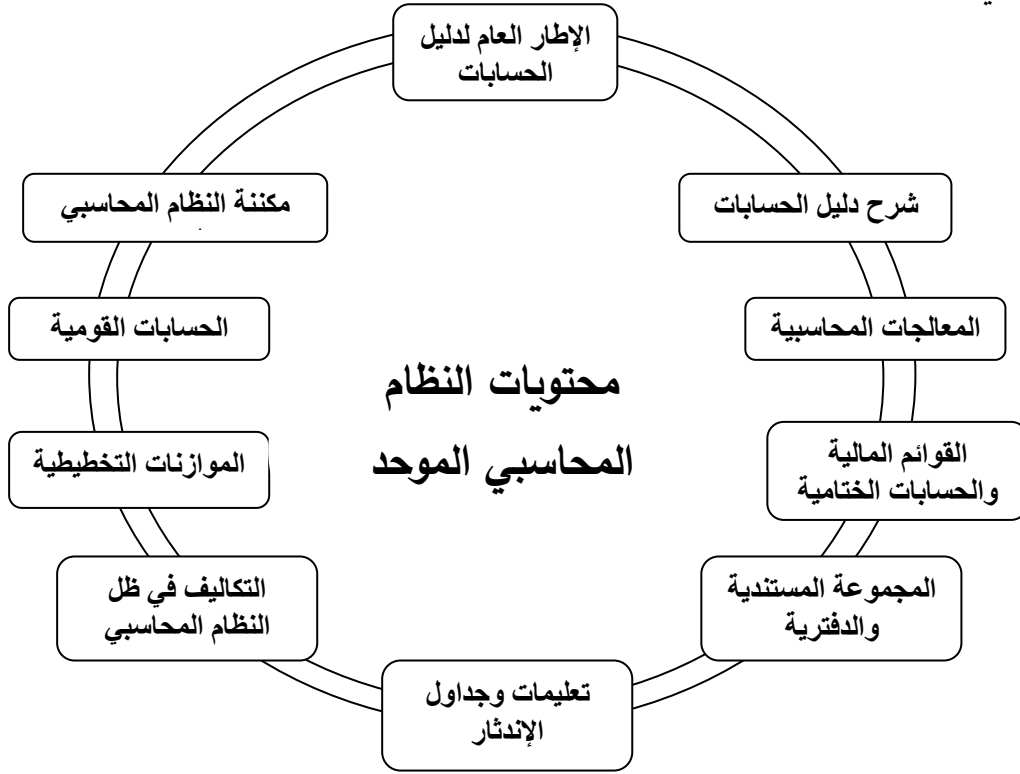 الإطار العام لدليل
الحسابات
شرح دليل الحسابات
المعالجات المحاسبية
القوائم المالية
والحسابات الختامية
المجموعة المستندية
والدفترية
تعليمات وجداول
الإندثار
التكاليف في ظل
النظام المحاسبي
الموازنات التخطيطية
الحسابات القومية
مكننة النظام المحاسبي
محتويات النظام
المحاسبي الموحد